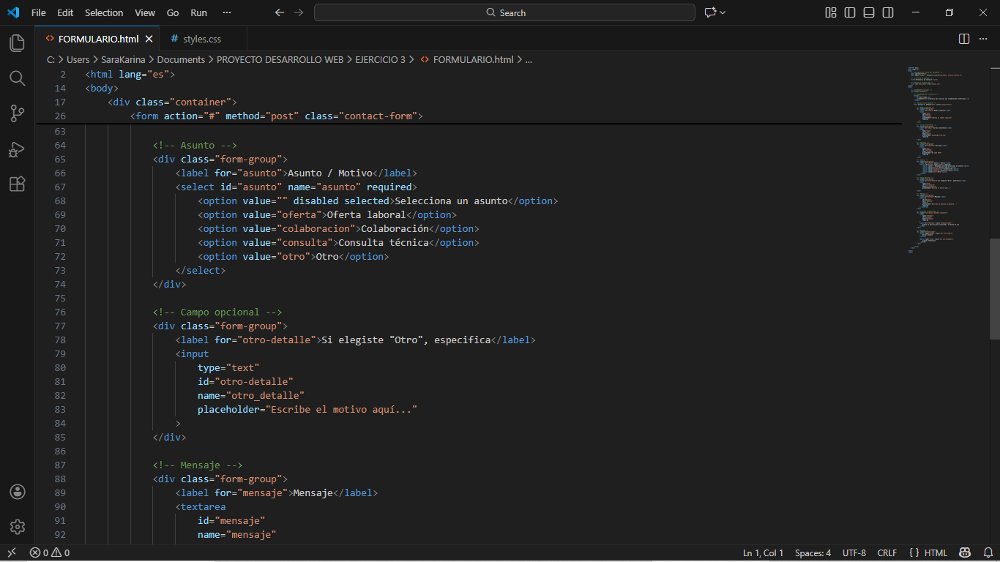 File Edit Selection View Go Run ··· Search
FORMULARIO.html # styles.css
C: > Users > SaraKarina > Documents > PROYECTO DESARROLLO WEB > EJERCICIO 3 > <> FORMULARIO.html > ...
2 <html lang="es">
14 <body>
17 <div class="container">
26 <form action="#" method="post" class="contact-form">
63
64 <!-- Asunto -->
65 <div class="form-group">
66 <label for="asunto">Asunto / Motivo</label>
67 <select id="asunto" name="asunto" required>
68 <option value="" disabled selected>Selecciona un asunto</option>
69 <option value="oferta">Oferta laboral</option>
70 <option value="colaboracion">Colaboración</option>
71 <option value="consulta">Consulta técnica</option>
72 <option value="otro">Otro</option>
73 </select>
74 </div>
75
76 <!-- Campo opcional -->
77 <div class="form-group">
78 <label for="otro-detalle">Si elegiste "Otro", especifica</label>
79 <input
80 type="text"
81 id="otro-detalle"
82 name="otro_detalle"
83 placeholder="Escribe el motivo aquí..."
84 >
85 </div>
86
87 <!-- Mensaje -->
88 <div class="form-group">
89 <label for="mensaje">Mensaje</label>
90 <textarea
91 id="mensaje"
92 name="mensaje"
0 0 Ln 1, Col 1 Spaces: 4 UTF-8 CRLF {} HTML